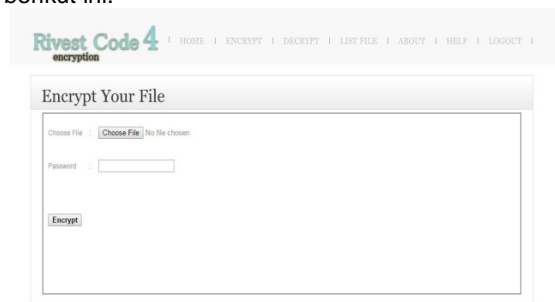 berikut ini.
Rivest Code 4 | HOME | ENCRYPT | DECRYPT | LIST FILE | ABOUT | HELP | LOGOUT |
encryption
Encrypt Your File
Choose File : Choose File No file chosen
Password :
Encrypt